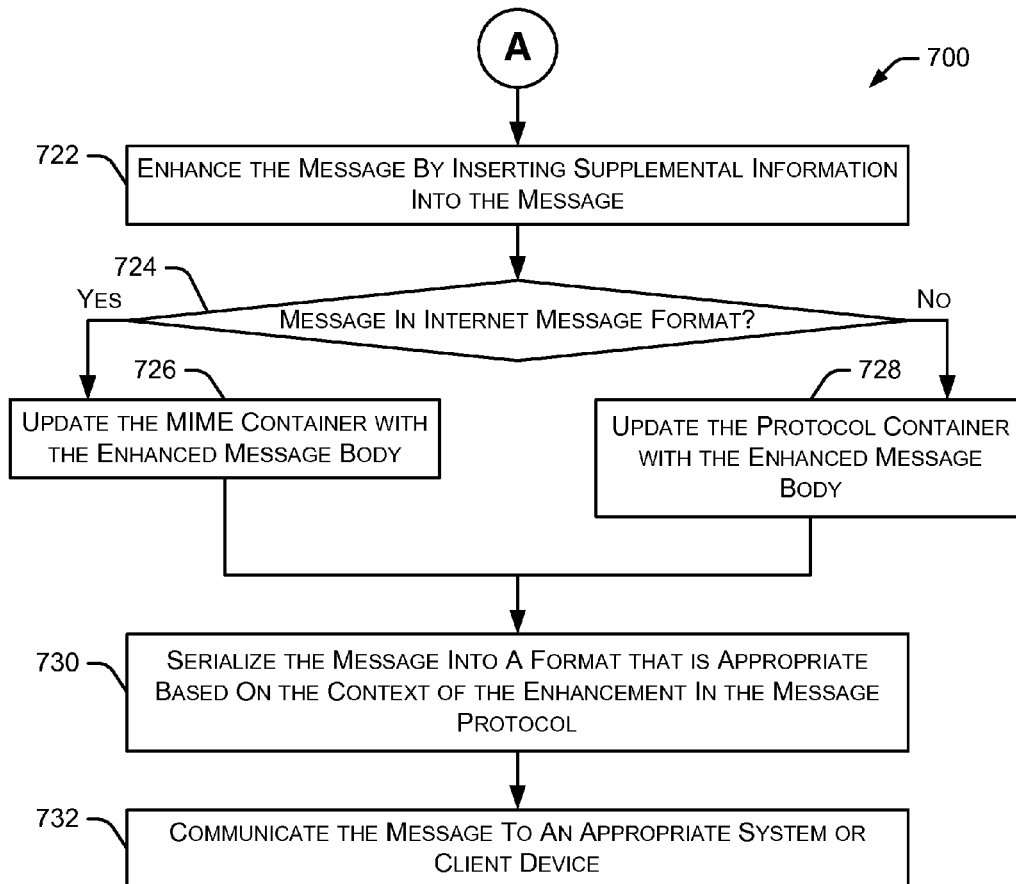 A
700
722
ENHANCE THE MESSAGE BY INSERTING SUPPLEMENTAL INFORMATION
INTO THE MESSAGE
724
YES
MESSAGE IN INTERNET MESSAGE FORMAT?
NO
726
728
UPDATE THE MIME CONTAINER WITH
THE ENHANCED MESSAGE BODY
UPDATE THE PROTOCOL CONTAINER
WITH THE ENHANCED MESSAGE
BODY
730
SERIALIZE THE MESSAGE INTO A FORMAT THAT IS APPROPRIATE
BASED ON THE CONTEXT OF THE ENHANCEMENT IN THE MESSAGE
PROTOCOL
732
COMMUNICATE THE MESSAGE TO AN APPROPRIATE SYSTEM OR
CLIENT DEVICE